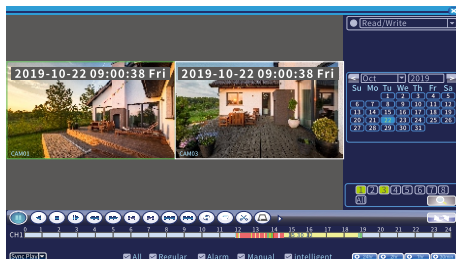 Read/Write
2019-10-22 09:00:38 Fri
2019-10-22 09:00:38 Fri
CAM01
CAM03
Oct 2019
Su Mo Tu We Th Fr Sa
1 2 3 4 5
6 7 8 9 10 11 12
13 14 15 16 17 18 19
20 21 22 23 24 25 26
27 28 29 30 31
1 2 3 4 5 6 7 8
All
0 1 2 3 4 5 6 7 8 9 10 11 12 13 14 15 16 17 18 19 20 21 22 23 24
CH1
Sync Play
All Regular Alarm Manual intelligent